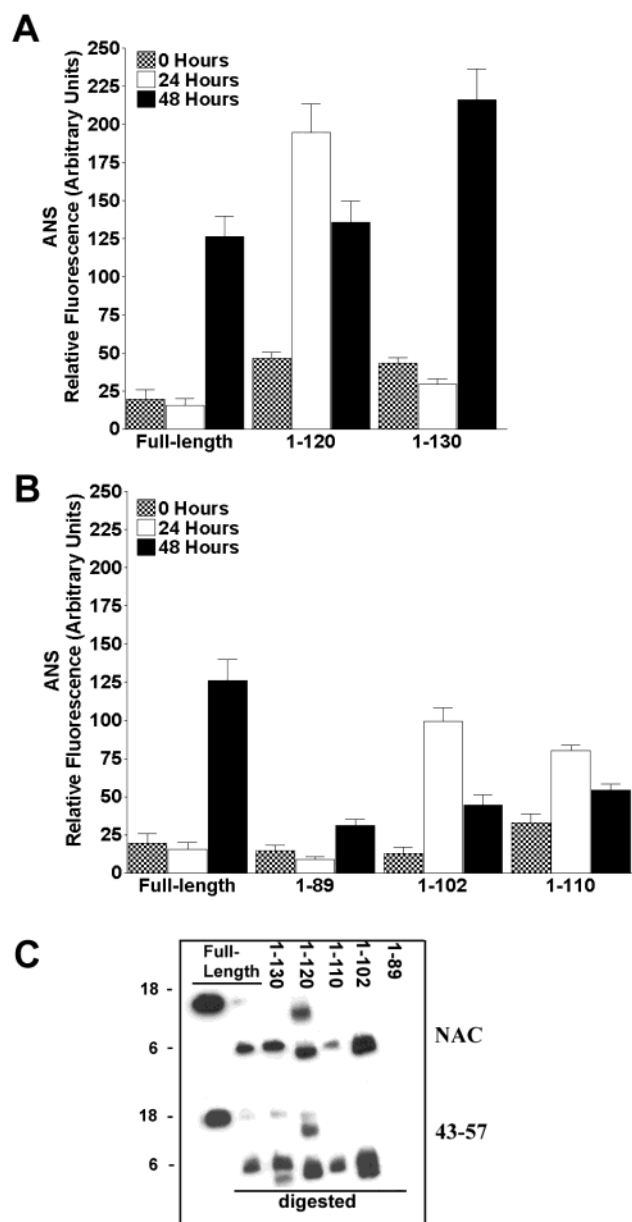 A
ANS
Relative Fluorescence (Arbitrary Units)
250
225
200
175
150
125
100
75
50
25
0
0 Hours
24 Hours
48 Hours
Full-length 1-120 1-130
B
ANS
Relative Fluorescence (Arbitrary Units)
250
225
200
175
150
125
100
75
50
25
0
0 Hours
24 Hours
48 Hours
Full-length 1-89 1-102 1-110
C
Full-
Length
1-130
1-120
1-110
1-102
1-89
18 -
6 -
NAC
18 -
6 -
43-57
digested